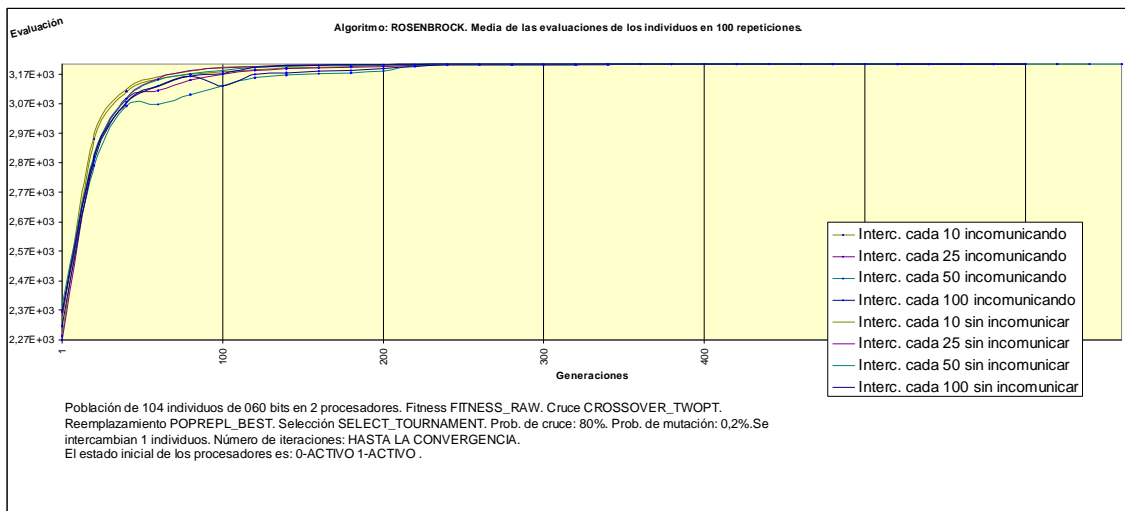 Evaluación
Algoritmo: ROSENBROCK. Media de las evaluaciones de los individuos en 100 repeticiones.
3,17E+03
3,07E+03
2,97E+03
2,87E+03
2,77E+03
2,67E+03
2,57E+03
2,47E+03
2,37E+03
2,27E+03
1
100
200
300
400
Generaciones
Interc. cada 10 incomunicando
Interc. cada 25 incomunicando
Interc. cada 50 incomunicando
Interc. cada 100 incomunicando
Interc. cada 10 sin incomunicar
Interc. cada 25 sin incomunicar
Interc. cada 50 sin incomunicar
Interc. cada 100 sin incomunicar
Población de 104 individuos de 060 bits en 2 procesadores. Fitness FITNESS_RAW. Cruce CROSSOVER_TWOPT.
Reemplazamiento POPREPL_BEST. Selección SELECT_TOURNAMENT. Prob. de cruce: 80%. Prob. de mutación: 0,2%.Se
intercambian 1 individuos. Número de iteraciones: HASTA LA CONVERGENCIA.
El estado inicial de los procesadores es: 0-ACTIVO 1-ACTIVO .